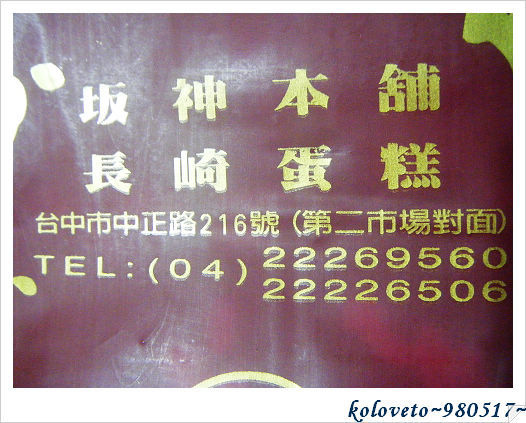 坂神本舖
長崎蛋糕
台中市中正路216號(第二市場對面)
TEL:(04) 22269560
22226506
koloveto~980517~